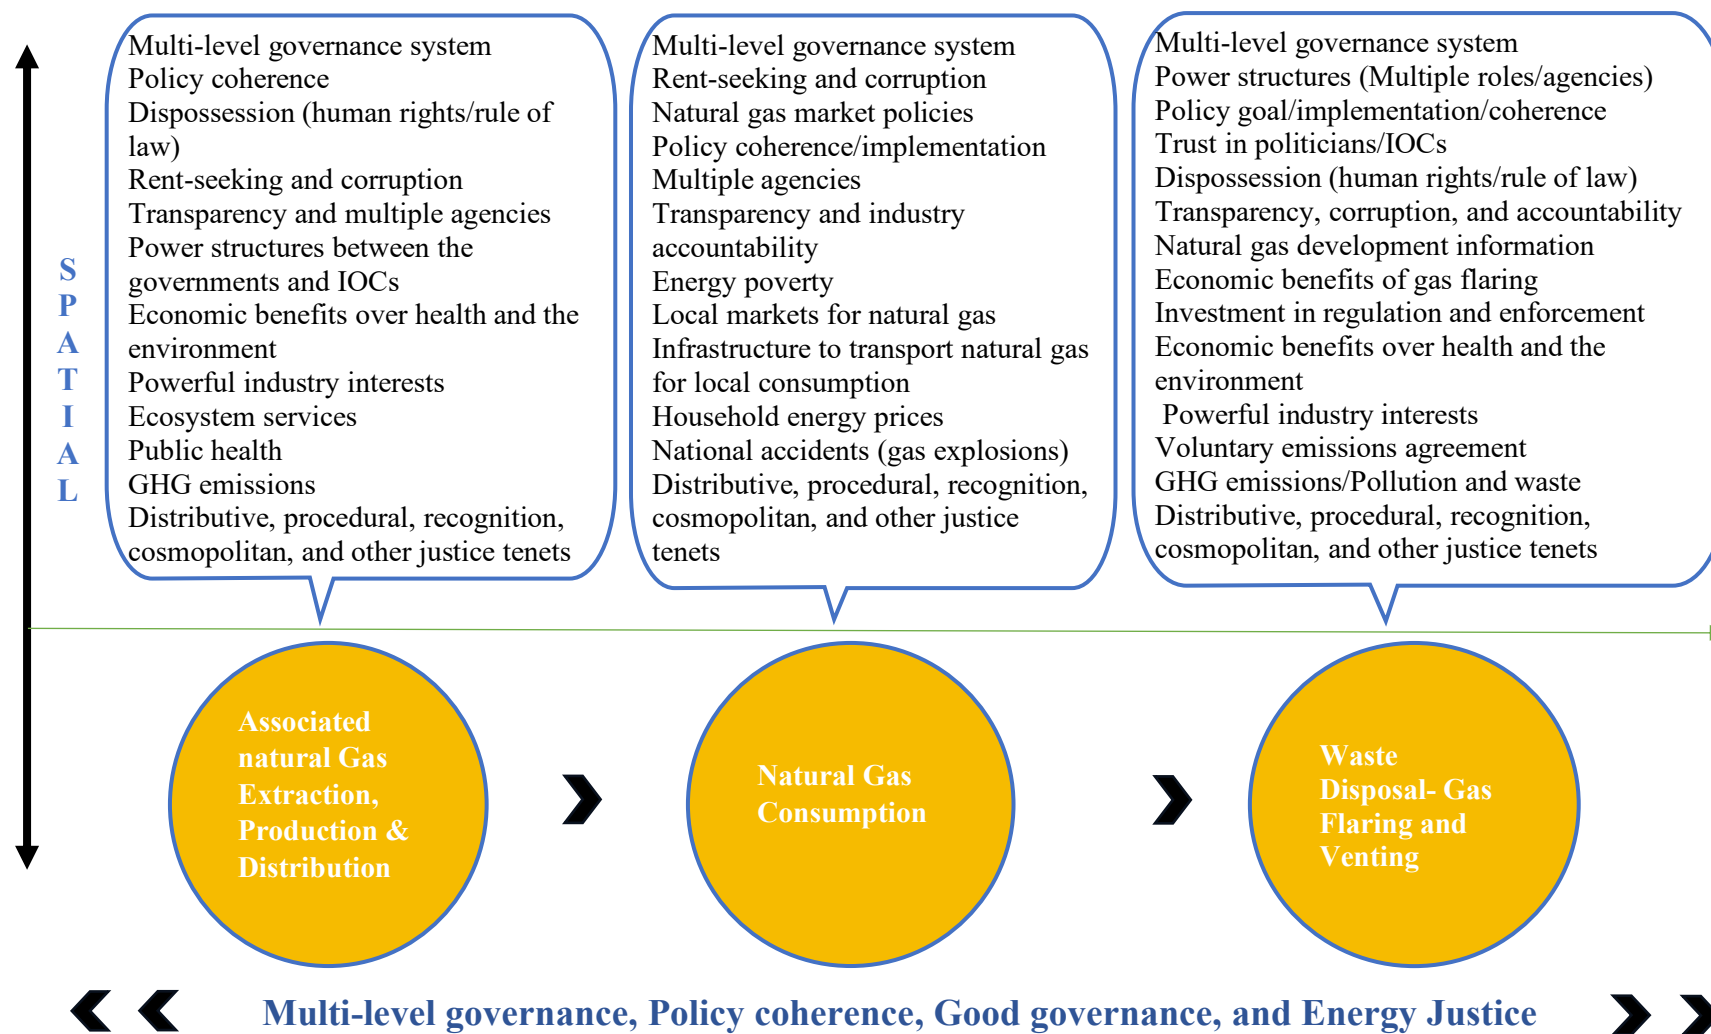 Multi-level governance system
Policy coherence
Dispossession (human rights/rule of
law)
Rent-seeking and corruption
Transparency and multiple agencies
Power structures between the
governments and IOCs
Economic benefits over health and the
environment
Powerful industry interests
Ecosystem services
Public health
GHG emissions
Distributive, procedural, recognition,
cosmopolitan, and other justice tenets
Multi-level governance system
Rent-seeking and corruption
Natural gas market policies
Policy coherence/implementation
Multiple agencies
Transparency and industry
accountability
Energy poverty
Local markets for natural gas
Infrastructure to transport natural gas
for local consumption
Household energy prices
National accidents (gas explosions)
Distributive, procedural, recognition,
cosmopolitan, and other justice
tenets
Multi-level governance system
Power structures (Multiple roles/agencies)
Policy goal/implementation/coherence
Trust in politicians/IOCs
Dispossession (human rights/rule of law)
Transparency, corruption, and accountability
Natural gas development information
Economic benefits of gas flaring
Investment in regulation and enforcement
Economic benefits over health and the
environment
Powerful industry interests
Voluntary emissions agreement
GHG emissions/Pollution and waste
Distributive, procedural, recognition,
cosmopolitan, and other justice tenets
S
P
A
T
I
A
L
Associated
natural Gas
Extraction,
Production &
Distribution
Natural Gas
Consumption
Waste
Disposal- Gas
Flaring and
Venting
Multi-level governance, Policy coherence, Good governance, and Energy Justice